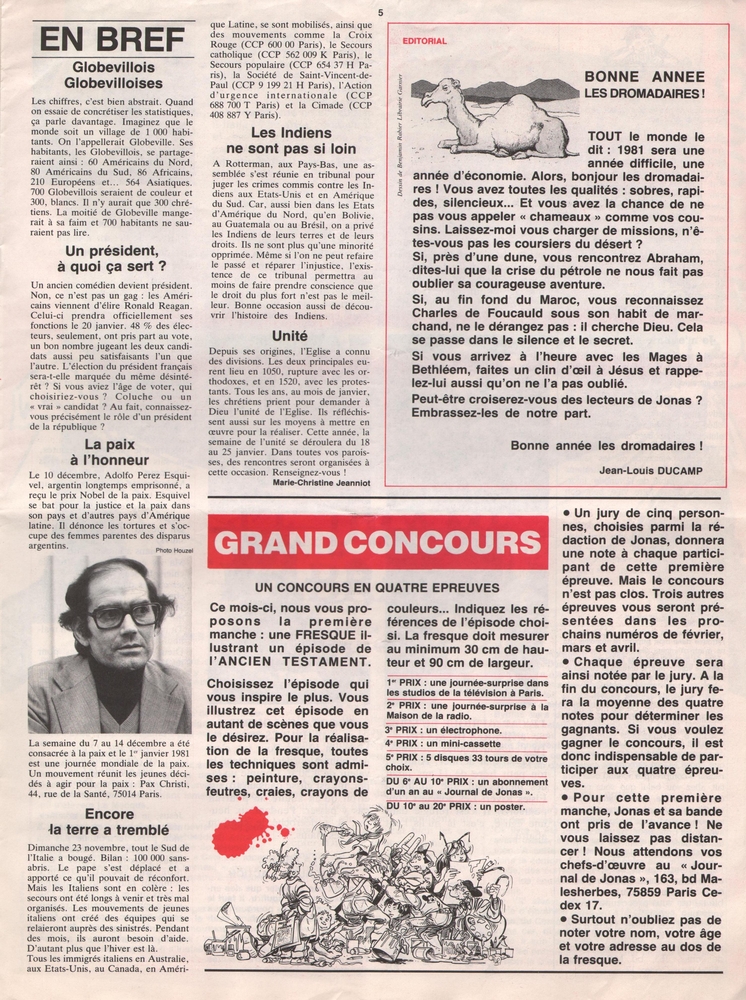 5
EN BREF
Globevillois
Globevilloises
Les chiffres, c'est bien abstrait. Quand
on essaie de concrétiser les statistiques,
ça parle davantage. Imaginez que le
monde soit un village de 1 000 habi-
tants. On l'appellerait Globeville. Ses
habitants, les Globevillois, se partage-
raient ainsi : 60 Américains du Nord,
80 Américains du Sud, 86 Africains,
210 Européens et... 564 Asiatiques.
700 Globevillois seraient de couleur et
300, blancs. Il n'y aurait que 300 chré-
tiens. La moitié de Globeville mange-
rait à sa faim et 700 habitants ne sau-
raient pas lire.
Un président,
à quoi ça sert ?
Un ancien comédien devient président.
Non, ce n'est pas un gag : les Améri-
cains viennent d'élire Ronald Reagan.
Celui-ci prendra officiellement ses
fonctions le 20 janvier. 48 % des élec-
teurs, seulement, ont pris part au vote,
un bon nombre jugeant les deux candi-
dats aussi peu satisfaisants l'un que
l'autre. L'élection du président français
sera-t-elle marquée du même désinté-
rêt ? Si vous aviez l'âge de voter, qui
choisiriez-vous ? Coluche ou un
« vrai » candidat ? Au fait, connaissez-
vous précisément le rôle d'un président
de la république ?
La paix
à l'honneur
Le 10 décembre, Adolfo Perez Esqui-
vel, argentin longtemps emprisonné, a
reçu le prix Nobel de la paix. Esquivel
se bat pour la justice et la paix dans
son pays et d'autres pays d'Amérique
latine. Il dénonce les tortures et s'oc-
cupe des femmes parentes des disparus
argentins.
Photo Houzel
La semaine du 7 au 14 décembre a été
consacrée à la paix et le 1er janvier 1981
est une journée mondiale de la paix.
Un mouvement réunit les jeunes déci-
dés à agir pour la paix : Pax Christi,
44, rue de la Santé, 75014 Paris.
Encore
la terre a tremblé
Dimanche 23 novembre, tout le Sud de
l'Italie a bougé. Bilan : 100 000 sans-
abris. Le pape s'est déplacé et a
apporté ce qu'il pouvait de réconfort.
Mais les Italiens sont en colère : les
secours ont été longs à venir et très mal
organisés. Les mouvements de jeunes
italiens ont créé des équipes qui se
relaieront auprès des sinistrés. Pendant
des mois, ils auront besoin d'aide.
D'autant plus que l'hiver est là.
Tous les immigrés italiens en Australie,
aux Etats-Unis, au Canada, en Améri-
que Latine, se sont mobilisés, ainsi que
des mouvements comme la Croix
Rouge (CCP 600 00 Paris), le Secours
catholique (CCP 562 009 K Paris), le
Secours populaire (CCP 654 37 H Pa-
ris), la Société de Saint-Vincent-de-
Paul (CCP 9 199 21 H Paris), l'Action
d'urgence internationale (CCP
688 700 T Paris) et la Cimade (CCP
408 887 Y Paris).
Les Indiens
ne sont pas si loin
A Rotterman, aux Pays-Bas, une as-
semblée s'est réunie en tribunal pour
juger les crimes commis contre les In-
diens aux Etats-Unis et en Amérique
du Sud. Car, aussi bien dans les Etats
d'Amérique du Nord, qu'en Bolivie,
au Guatemala ou au Brésil, on a privé
les Indiens de leurs terres et de leurs
droits. Ils ne sont plus qu'une minorité
opprimée. Même si l'on ne peut refaire
le passé et réparer l'injustice, l'exis-
tence de ce tribunal permettra au
moins de faire prendre conscience que
le droit du plus fort n'est pas le meil-
leur. Bonne occasion aussi de décou-
vrir l'histoire des Indiens.
Unité
Depuis ses origines, l'Eglise a connu
des divisions. Les deux principales eu-
rent lieu en 1050, rupture avec les or-
thodoxes, et en 1520, avec les protes-
tants. Tous les ans, au mois de janvier,
les chrétiens prient pour demander à
Dieu l'unité de l'Eglise. Ils réfléchis-
sent aussi sur les moyens à mettre en
œuvre pour la réaliser. Cette année, la
semaine de l'unité se déroulera du 18
au 25 janvier. Dans toutes vos parois-
ses, des rencontres seront organisées à
cette occasion. Renseignez-vous !
Marie-Christine Jeanniot
EDITORIAL
Dessin de Benjamin Rabier Librairie Garnier
BONNE ANNEE
LES DROMADAIRES !
TOUT le monde le
dit : 1981 sera une
année difficile, une
année d'économie. Alors, bonjour les dromadai-
res ! Vous avez toutes les qualités : sobres, rapi-
des, silencieux... Et vous avez la chance de ne
pas vous appeler « chameaux » comme vos cou-
sins. Laissez-moi vous charger de missions, n'ê-
tes-vous pas les coursiers du désert ?
Si, près d'une dune, vous rencontrez Abraham,
dites-lui que la crise du pétrole ne nous fait pas
oublier sa courageuse aventure.
Si, au fin fond du Maroc, vous reconnaissez
Charles de Foucauld sous son habit de mar-
chand, ne le dérangez pas : il cherche Dieu. Cela
se passe dans le silence et le secret.
Si vous arrivez à l'heure avec les Mages à
Bethléem, faites un clin d'œil à Jésus et rappe-
lez-lui aussi qu'on ne l'a pas oublié.
Peut-être croiserez-vous des lecteurs de Jonas ?
Embrassez-les de notre part.
Bonne année les dromadaires !
Jean-Louis DUCAMP
GRAND CONCOURS
UN CONCOURS EN QUATRE EPREUVES
Ce mois-ci, nous vous pro-
posons la première
manche : une FRESQUE il-
lustrant un épisode de
l'ANCIEN TESTAMENT.
Choisissez l'épisode qui
vous inspire le plus. Vous
illustrez cet épisode en
autant de scènes que vous
le désirez. Pour la réalisa-
tion de la fresque, toutes
les techniques sont admi-
ses : peinture, crayons-
feutres, craies, crayons de
couleurs... Indiquez les ré-
férences de l'épisode choi-
si. La fresque doit mesurer
au minimum 30 cm de hau-
teur et 90 cm de largeur.
1er PRIX : une journée-surprise dans
les studios de la télévision à Paris.
2e PRIX : une journée-surprise à la
Maison de la radio.
3e PRIX : un électrophone.
4e PRIX : un mini-cassette
5e PRIX : 5 disques 33 tours de votre
choix.
DU 6e AU 10e PRIX : un abonnement
d'un an au « Journal de Jonas ».
DU 10e au 20e PRIX : un poster.
● Un jury de cinq person-
nes, choisies parmi la ré-
daction de Jonas, donnera
une note à chaque partici-
pant de cette première
épreuve. Mais le concours
n'est pas clos. Trois autres
épreuves vous seront pré-
sentées dans les pro-
chains numéros de février,
mars et avril.
● Chaque épreuve sera
ainsi notée par le jury. A la
fin du concours, le jury fe-
ra la moyenne des quatre
notes pour déterminer les
gagnants. Si vous voulez
gagner le concours, il est
donc indispensable de par-
ticiper aux quatre épreu-
ves.
● Pour cette première
manche, Jonas et sa bande
ont pris de l'avance ! Ne
vous laissez pas distan-
cer ! Nous attendons vos
chefs-d'œuvre au « Jour-
nal de Jonas », 163, bd Ma-
lesherbes, 75859 Paris Ce-
dex 17.
● Surtout n'oubliez pas de
noter votre nom, votre âge
et votre adresse au dos de
la fresque.